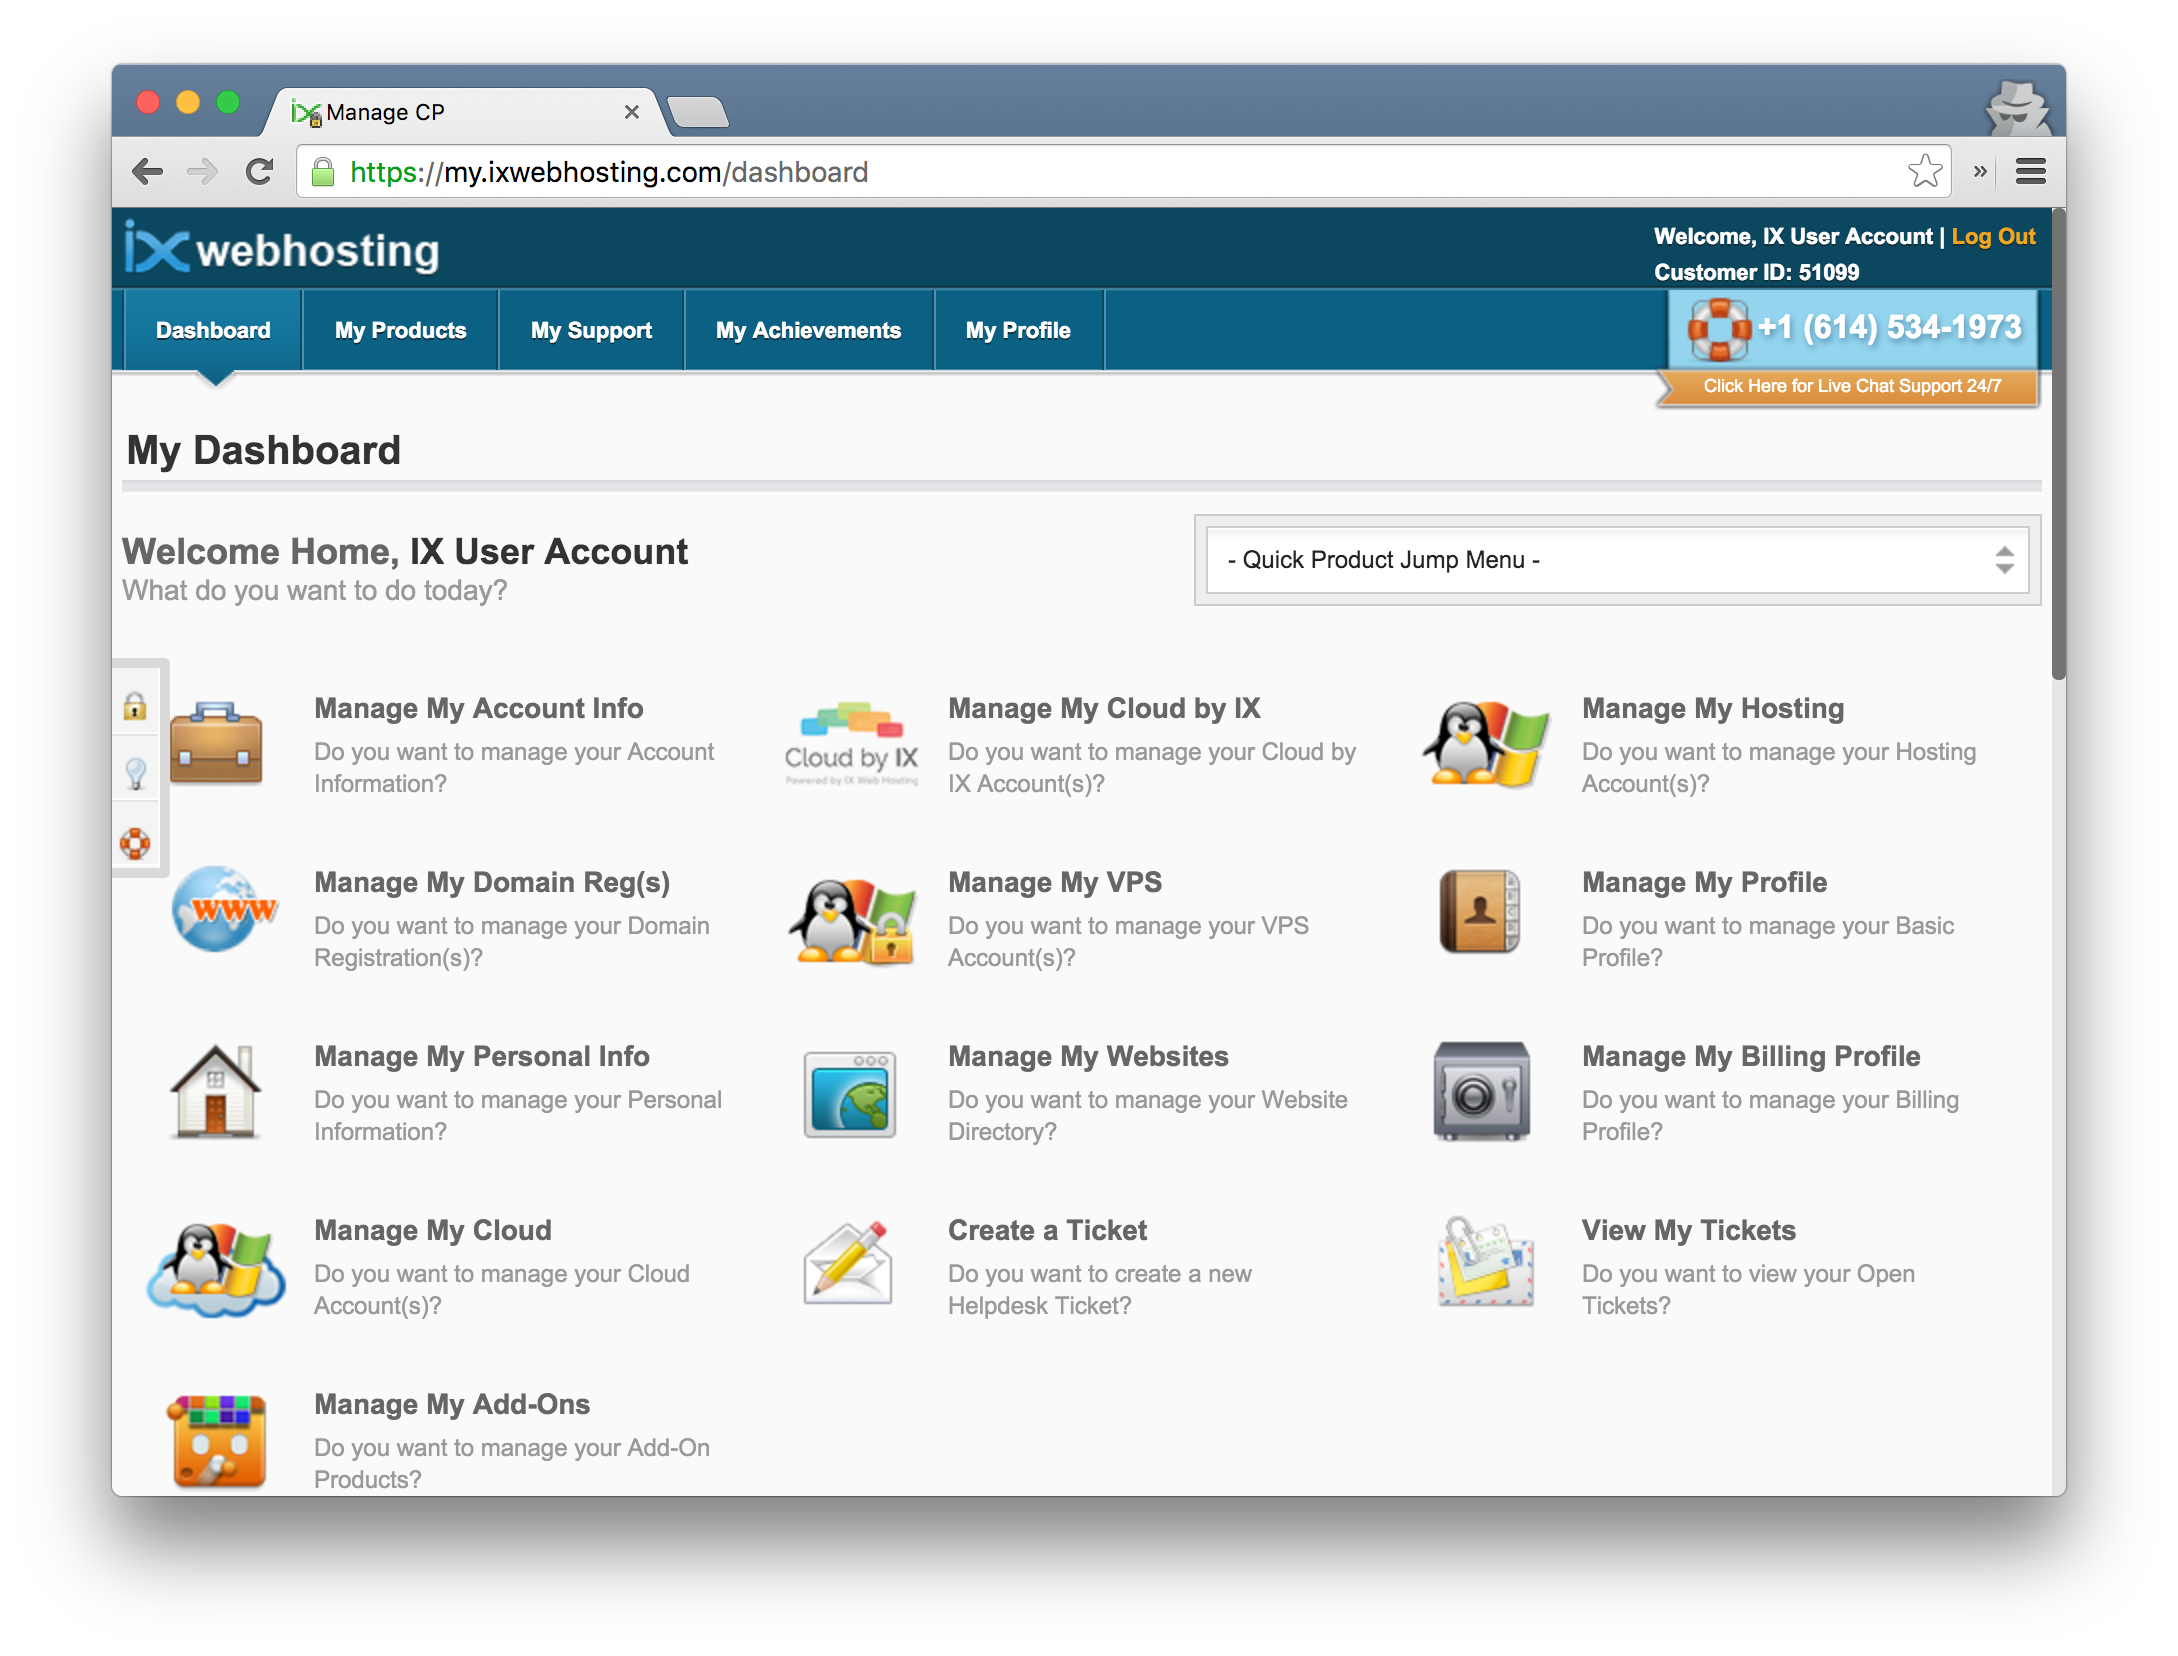 Manage CP
https://my.ixwebhosting.com/dashboard
ix webhosting
Welcome, IX User Account | Log Out
Customer ID: 51099
Dashboard
My Products
My Support
My Achievements
My Profile
+1 (614) 534-1973
Click Here for Live Chat Support 24/7
My Dashboard
Welcome Home, IX User Account
What do you want to do today?
- Quick Product Jump Menu -
Manage My Account Info
Do you want to manage your Account
Information?
Cloud by IX
Powered by IX Web Hosting
Manage My Cloud by IX
Do you want to manage your Cloud by
IX Account(s)?
Manage My Hosting
Do you want to manage your Hosting
Account(s)?
www
Manage My Domain Reg(s)
Do you want to manage your Domain
Registration(s)?
Manage My VPS
Do you want to manage your VPS
Account(s)?
Manage My Profile
Do you want to manage your Basic
Profile?
Manage My Personal Info
Do you want to manage your Personal
Information?
Manage My Websites
Do you want to manage your Website
Directory?
Manage My Billing Profile
Do you want to manage your Billing
Profile?
Manage My Cloud
Do you want to manage your Cloud
Account(s)?
Create a Ticket
Do you want to create a new
Helpdesk Ticket?
View My Tickets
Do you want to view your Open
Tickets?
Manage My Add-Ons
Do you want to manage your Add-On
Products?